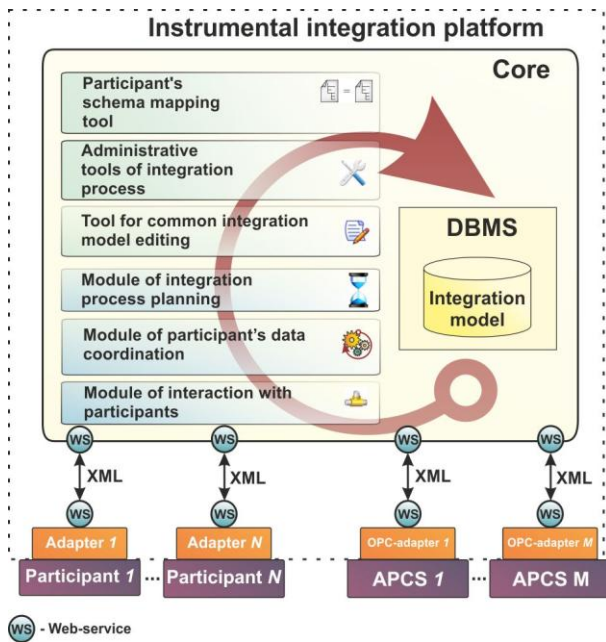 Instrumental integration platform
Core
Participant's
schema mapping
tool
Administrative
tools of integration
process
Tool for common integration
model editing
Module of integration
process planning
Module of participant's data
coordination
Module of interaction with
participants
DBMS
Integration
model
WS WS WS WS
XML XML XML XML
WS WS WS WS
Adapter 1 Adapter N OPC-adapter 1 OPC-adapter M
Participant 1 ... Participant N APCS 1 ... APCS M
WS - Web-service